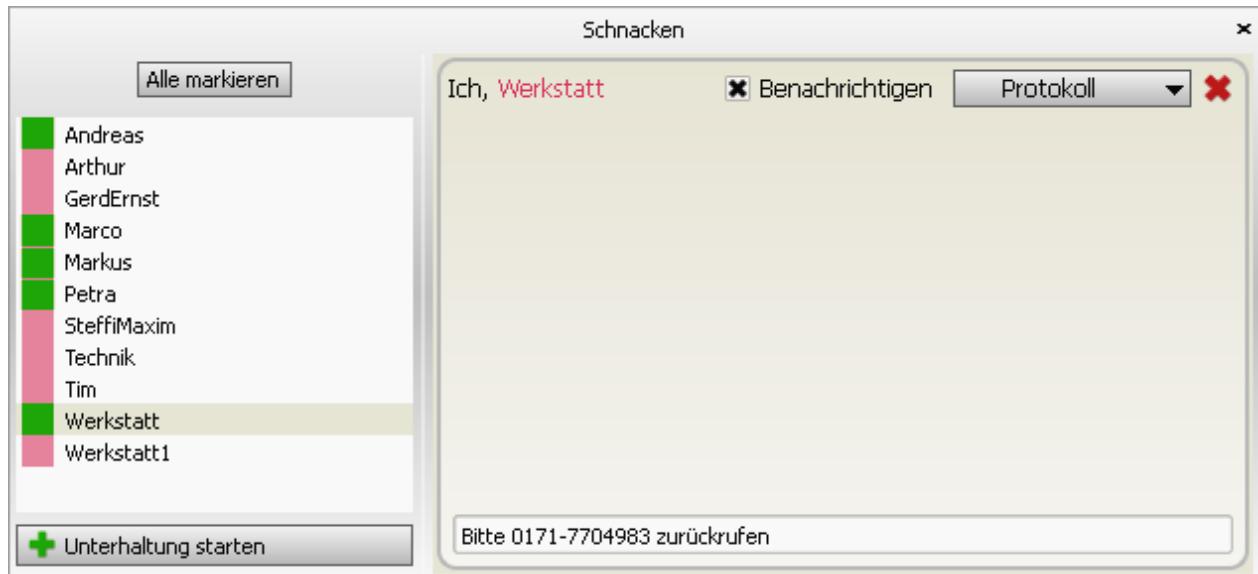 Schnacken
Alle markieren
Andreas
Arthur
GerdErnst
Marco
Markus
Petra
SteffiMaxim
Technik
Tim
Werkstatt
Werkstatt1
Unterhaltung starten
Ich, Werkstatt Benachrichtigen Protokoll
Bitte 0171-7704983 zurückrufen